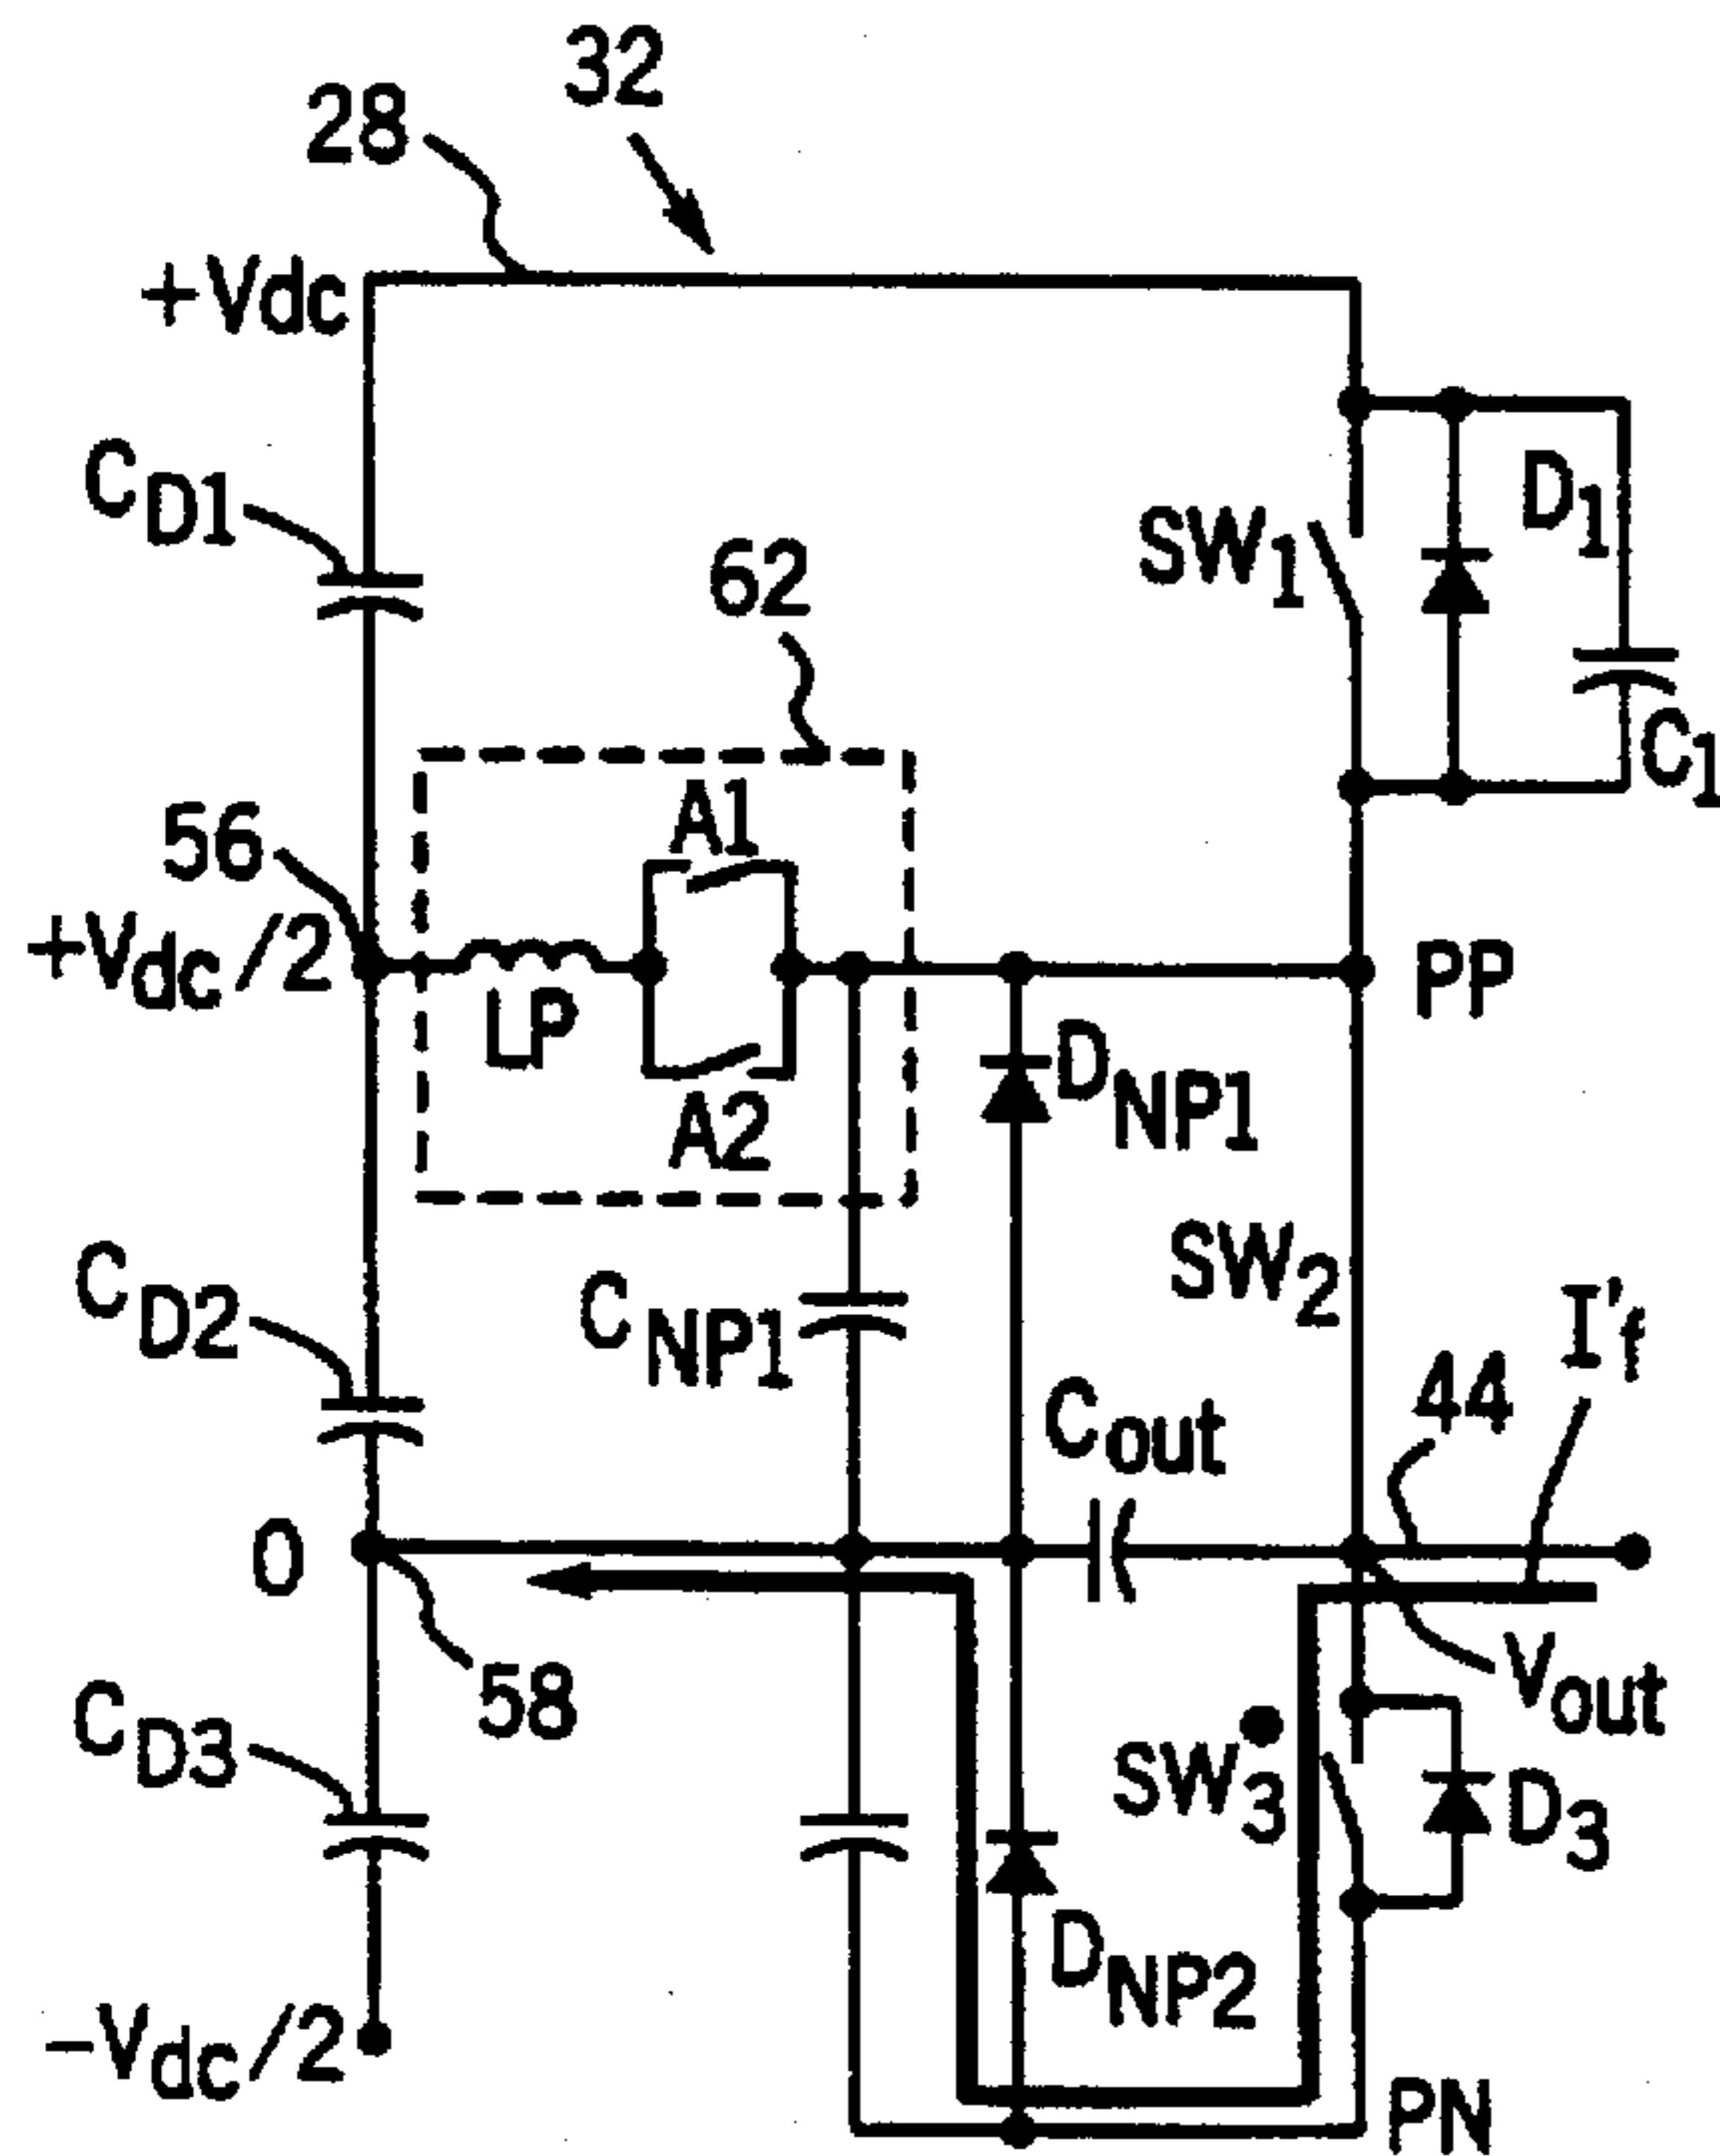 32
28
+Vdc
CD1
SW1
D1
C1
62
A1
56
+Vdc/2
LP
PP
A2
DNP1
SW2
CD2
CNP1
I'f
44
Cout
O
58
Vout
CD3
SW3
D3
DNP2
-Vdc/2
PN